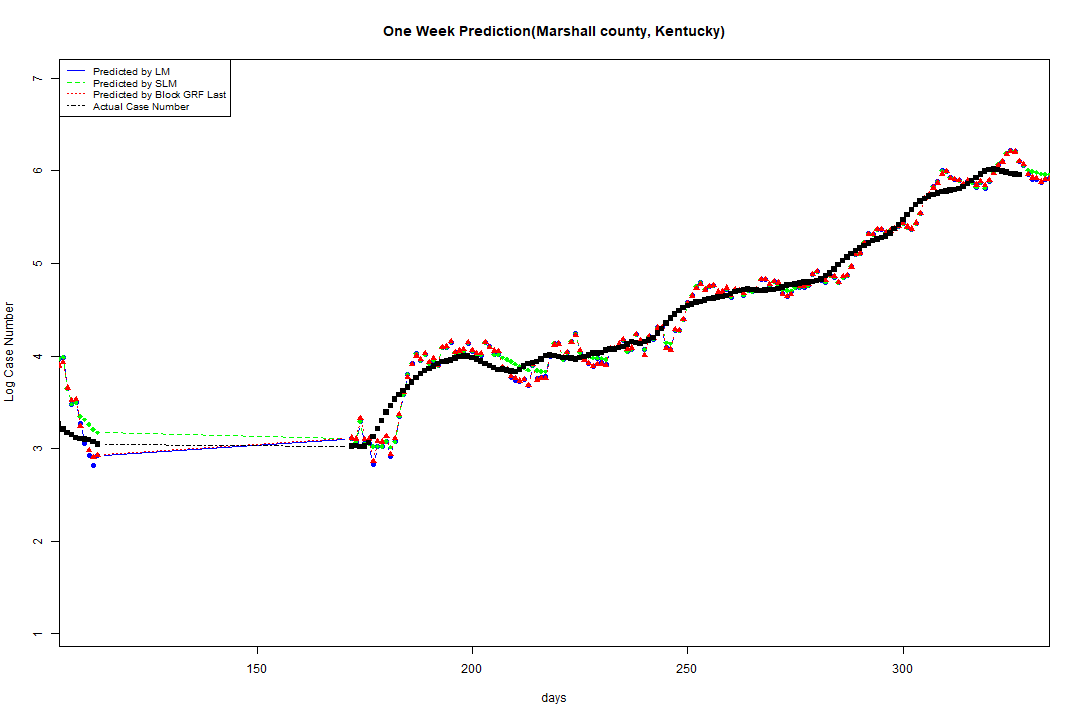 One Week Prediction(Marshall county, Kentucky)
Predicted by LM
Predicted by SLM
Predicted by Block GRF Last
Actual Case Number
7
6
5
4
3
2
1
Log Case Number
150 200 250 300
days